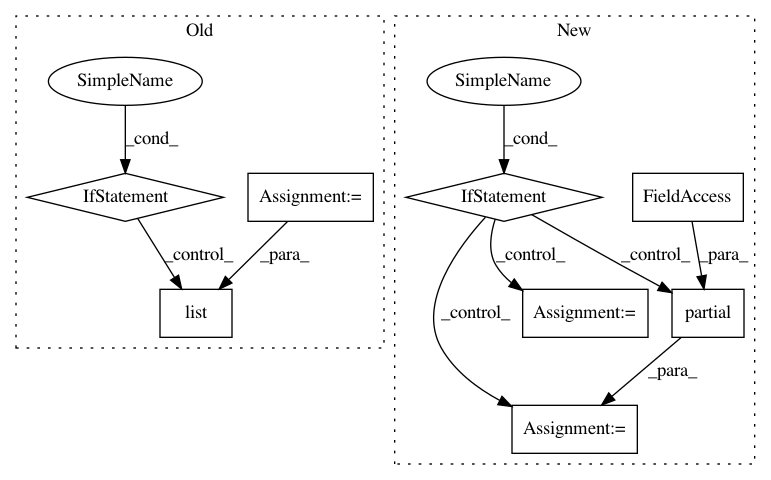 Old
New
SimpleName
SimpleName
_cond_
_cond_
IfStatement
Assignment:=
IfStatement
FieldAccess
_control_
_para_
_control_
_control_
_para_
_control_
list
Assignment:=
partial
_para_
Assignment:=